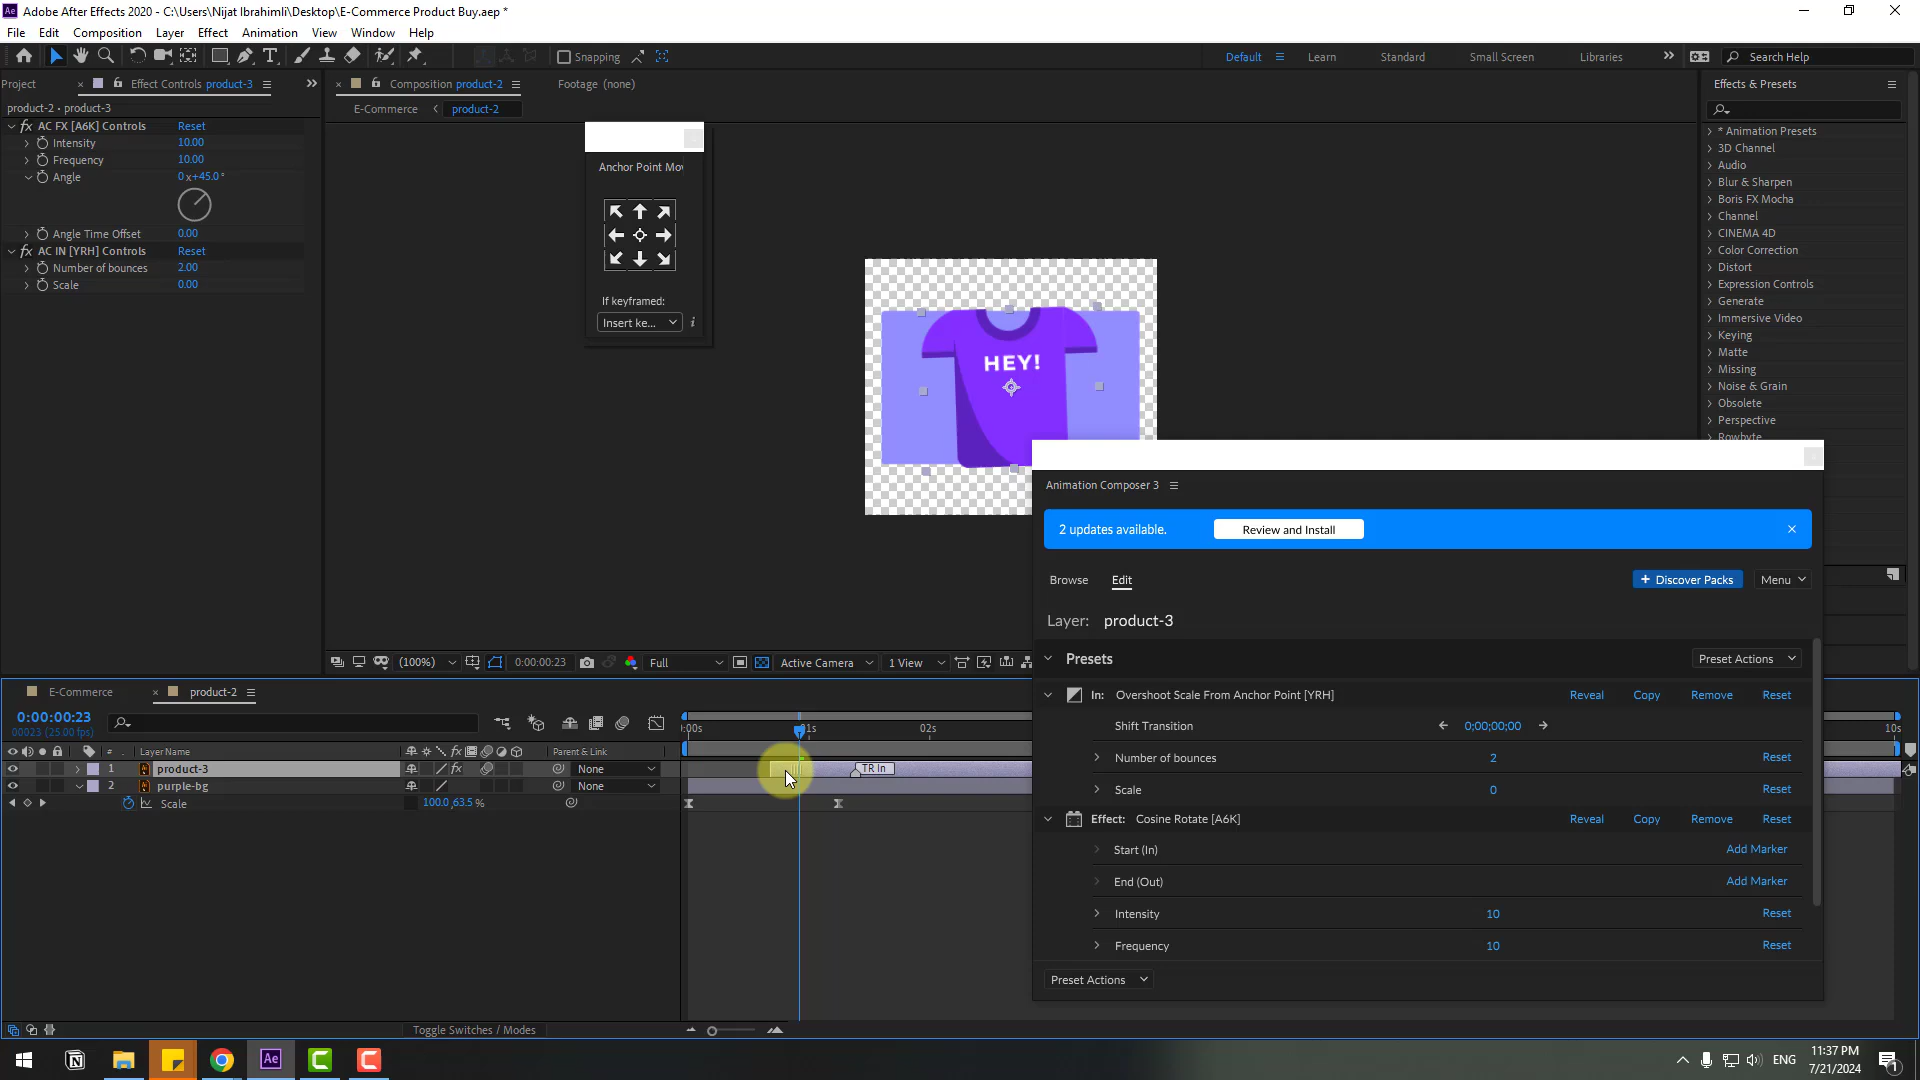 Adobe After Effects 2020 - C:\Users\Nijat Ibrahimli\Desktop\E-Commerce Product Buy.aep *
File Edit Composition Layer Effect Animation View Window Help
Snapping
Default Learn Standard Small Screen Libraries Search Help
Project Effect Controls product-3
product-2 • product-3
AC FX [A6K] Controls Reset
Intensity 10.00
Frequency 10.00
Angle 0 x+45.0 °
Angle Time Offset 0.00
AC IN [YRH] Controls Reset
Number of bounces 2.00
Scale 0.00
Composition product-2 Footage (none)
E-Commerce product-2
Anchor Point Mov
If keyframed:
Insert ke...
HEY!
Effects & Presets
* Animation Presets
3D Channel
Audio
Blur & Sharpen
Boris FX Mocha
Channel
CINEMA 4D
Color Correction
Distort
Expression Controls
Generate
Immersive Video
Keying
Matte
Missing
Noise & Grain
Obsolete
Perspective
Rowbyte
Animation Composer 3
2 updates available. Review and Install
Browse Edit + Discover Packs Menu
Layer: product-3
Presets Preset Actions
In: Overshoot Scale From Anchor Point [YRH] Reveal Copy Remove Reset
Shift Transition 0;00;00;00
Number of bounces 2 Reset
Scale 0 Reset
Effect: Cosine Rotate [A6K] Reveal Copy Remove Reset
Start (In) Add Marker
End (Out) Add Marker
Intensity 10 Reset
Frequency 10 Reset
Preset Actions
(100%) 0:00:00:23 Full Active Camera 1 View
E-Commerce product-2
0:00:00:23
00023 (25.00 fps)
:00s 01s 02s 10s
# Layer Name Parent & Link
1 product-3 None TR In
2 purple-bg None
Scale 100.0,63.5 %
Toggle Switches / Modes
ENG 11:37 PM
7/21/2024
1